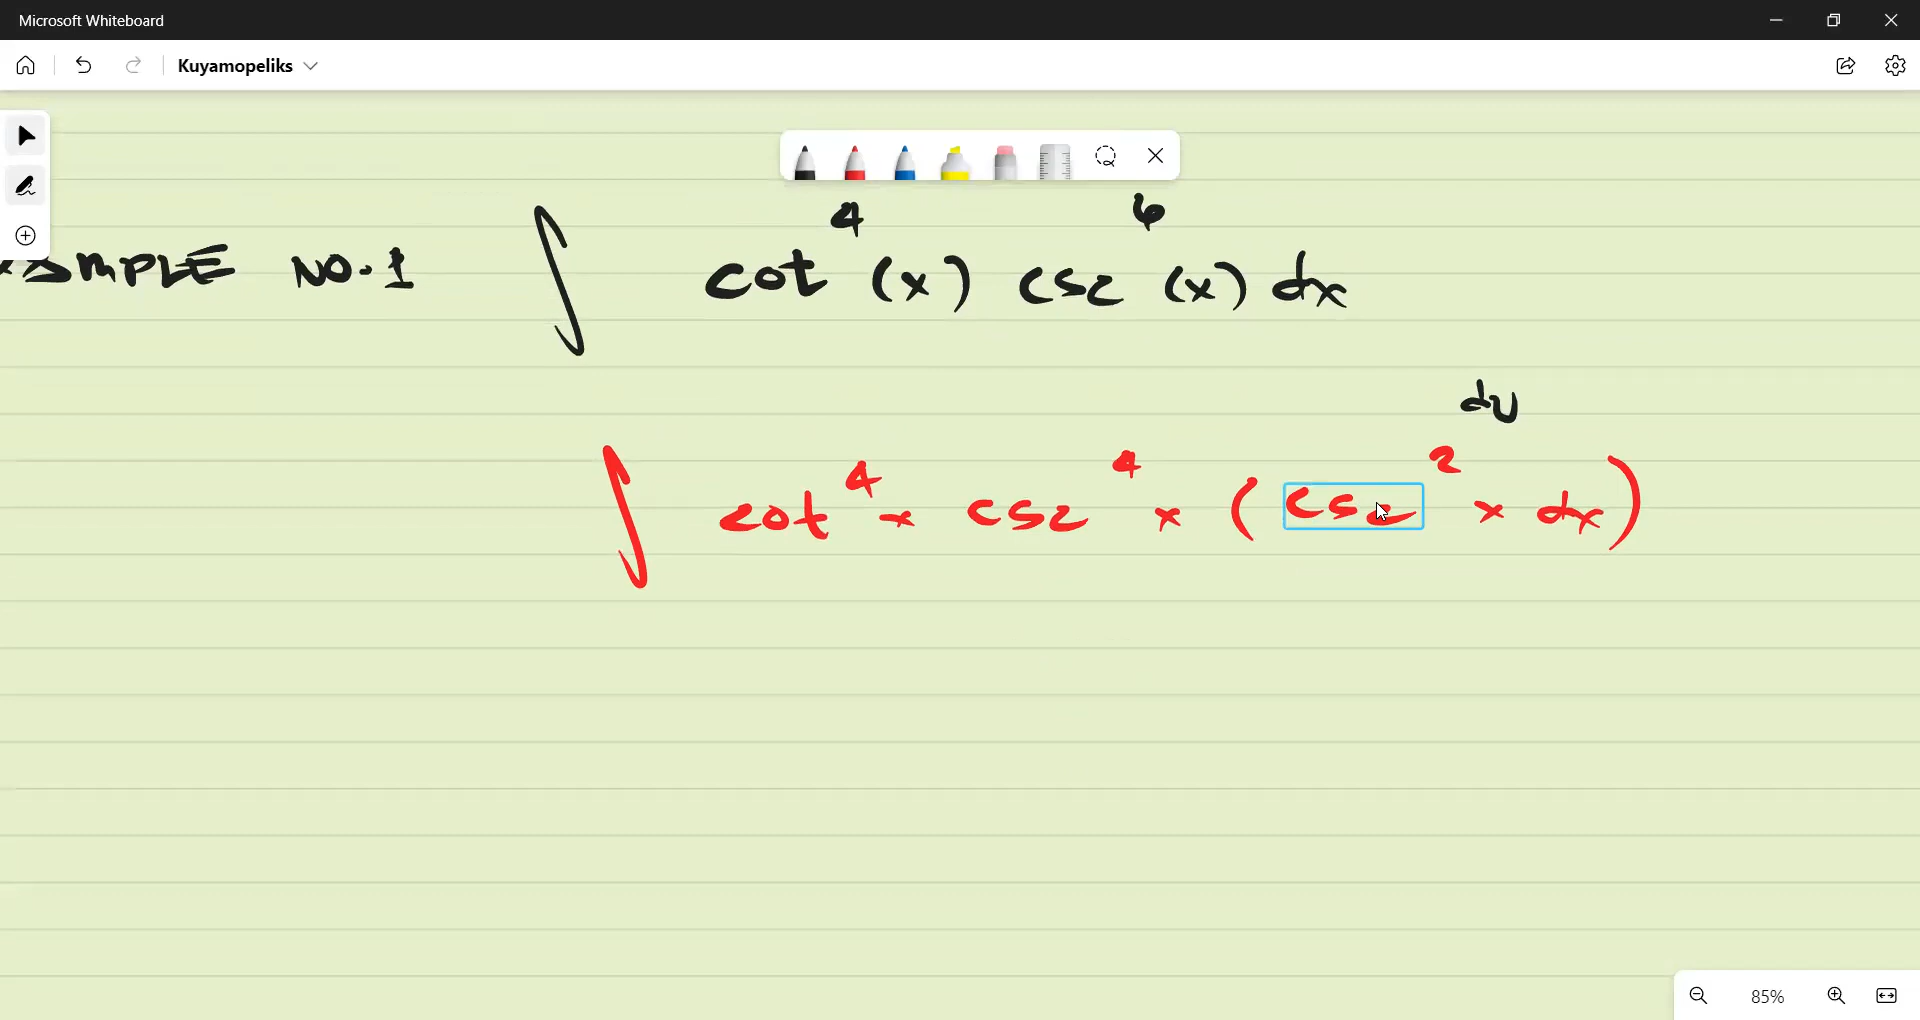 Microsoft Whiteboard
Kuyamopeliks
4 6
XAMPLE NO.1 ∫ cot (x) csc (x) dx
du
4 4 2
∫ cot x csc x (csc x dx)
85%